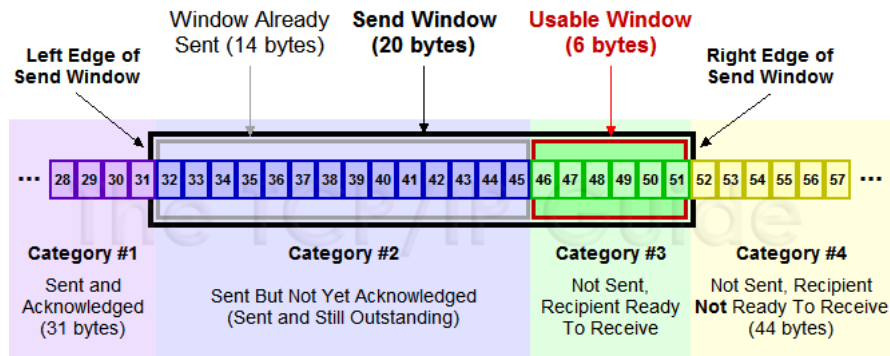 Window Already
Sent (14 bytes)
Send Window
(20 bytes)
Usable Window
(6 bytes)
Left Edge of
Send Window
Right Edge of
Send Window
... 28 29 30 31 32 33 34 35 36 37 38 39 40 41 42 43 44 45 46 47 48 49 50 51 52 53 54 55 56 57 ...
The TCP/IP Guide
Category #1
Sent and
Acknowledged
(31 bytes)
Category #2
Sent But Not Yet Acknowledged
(Sent and Still Outstanding)
Category #3
Not Sent,
Recipient Ready
To Receive
Category #4
Not Sent, Recipient
Not Ready To Receive
(44 bytes)